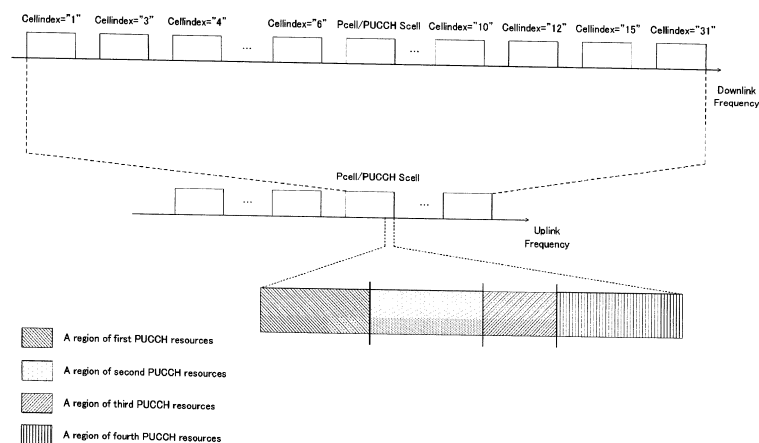 Cellindex="1" Cellindex="3" Cellindex="4" Cellindex="6" Pcell/PUCCH Scell Cellindex="10" Cellindex="12" Cellindex="15" Cellindex="31"
... ...
Downlink
Frequency
Pcell/PUCCH Scell
... ...
Uplink
Frequency
A region of first PUCCH resources
A region of second PUCCH resources
A region of third PUCCH resources
A region of fourth PUCCH resources